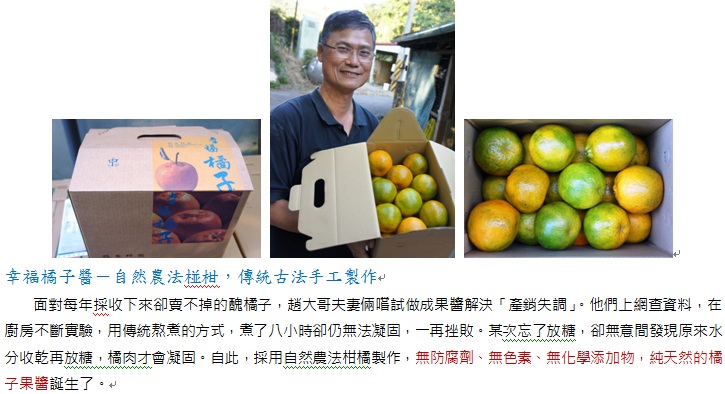 幸福
橘子
幸福橘子醬－自然農法椪柑，傳統古法手工製作
面對每年採收下來卻賣不掉的醜橘子，趙大哥夫妻倆嚐試做成果醬解決「產銷失調」。他們上網查資料，在
廚房不斷實驗，用傳統熬煮的方式，煮了八小時卻仍無法凝固，一再挫敗。某次忘了放糖，卻無意間發現原來水
分收乾再放糖，橘肉才會凝固。自此，採用自然農法柑橘製作，無防腐劑、無色素、無化學添加物，純天然的橘
子果醬誕生了。